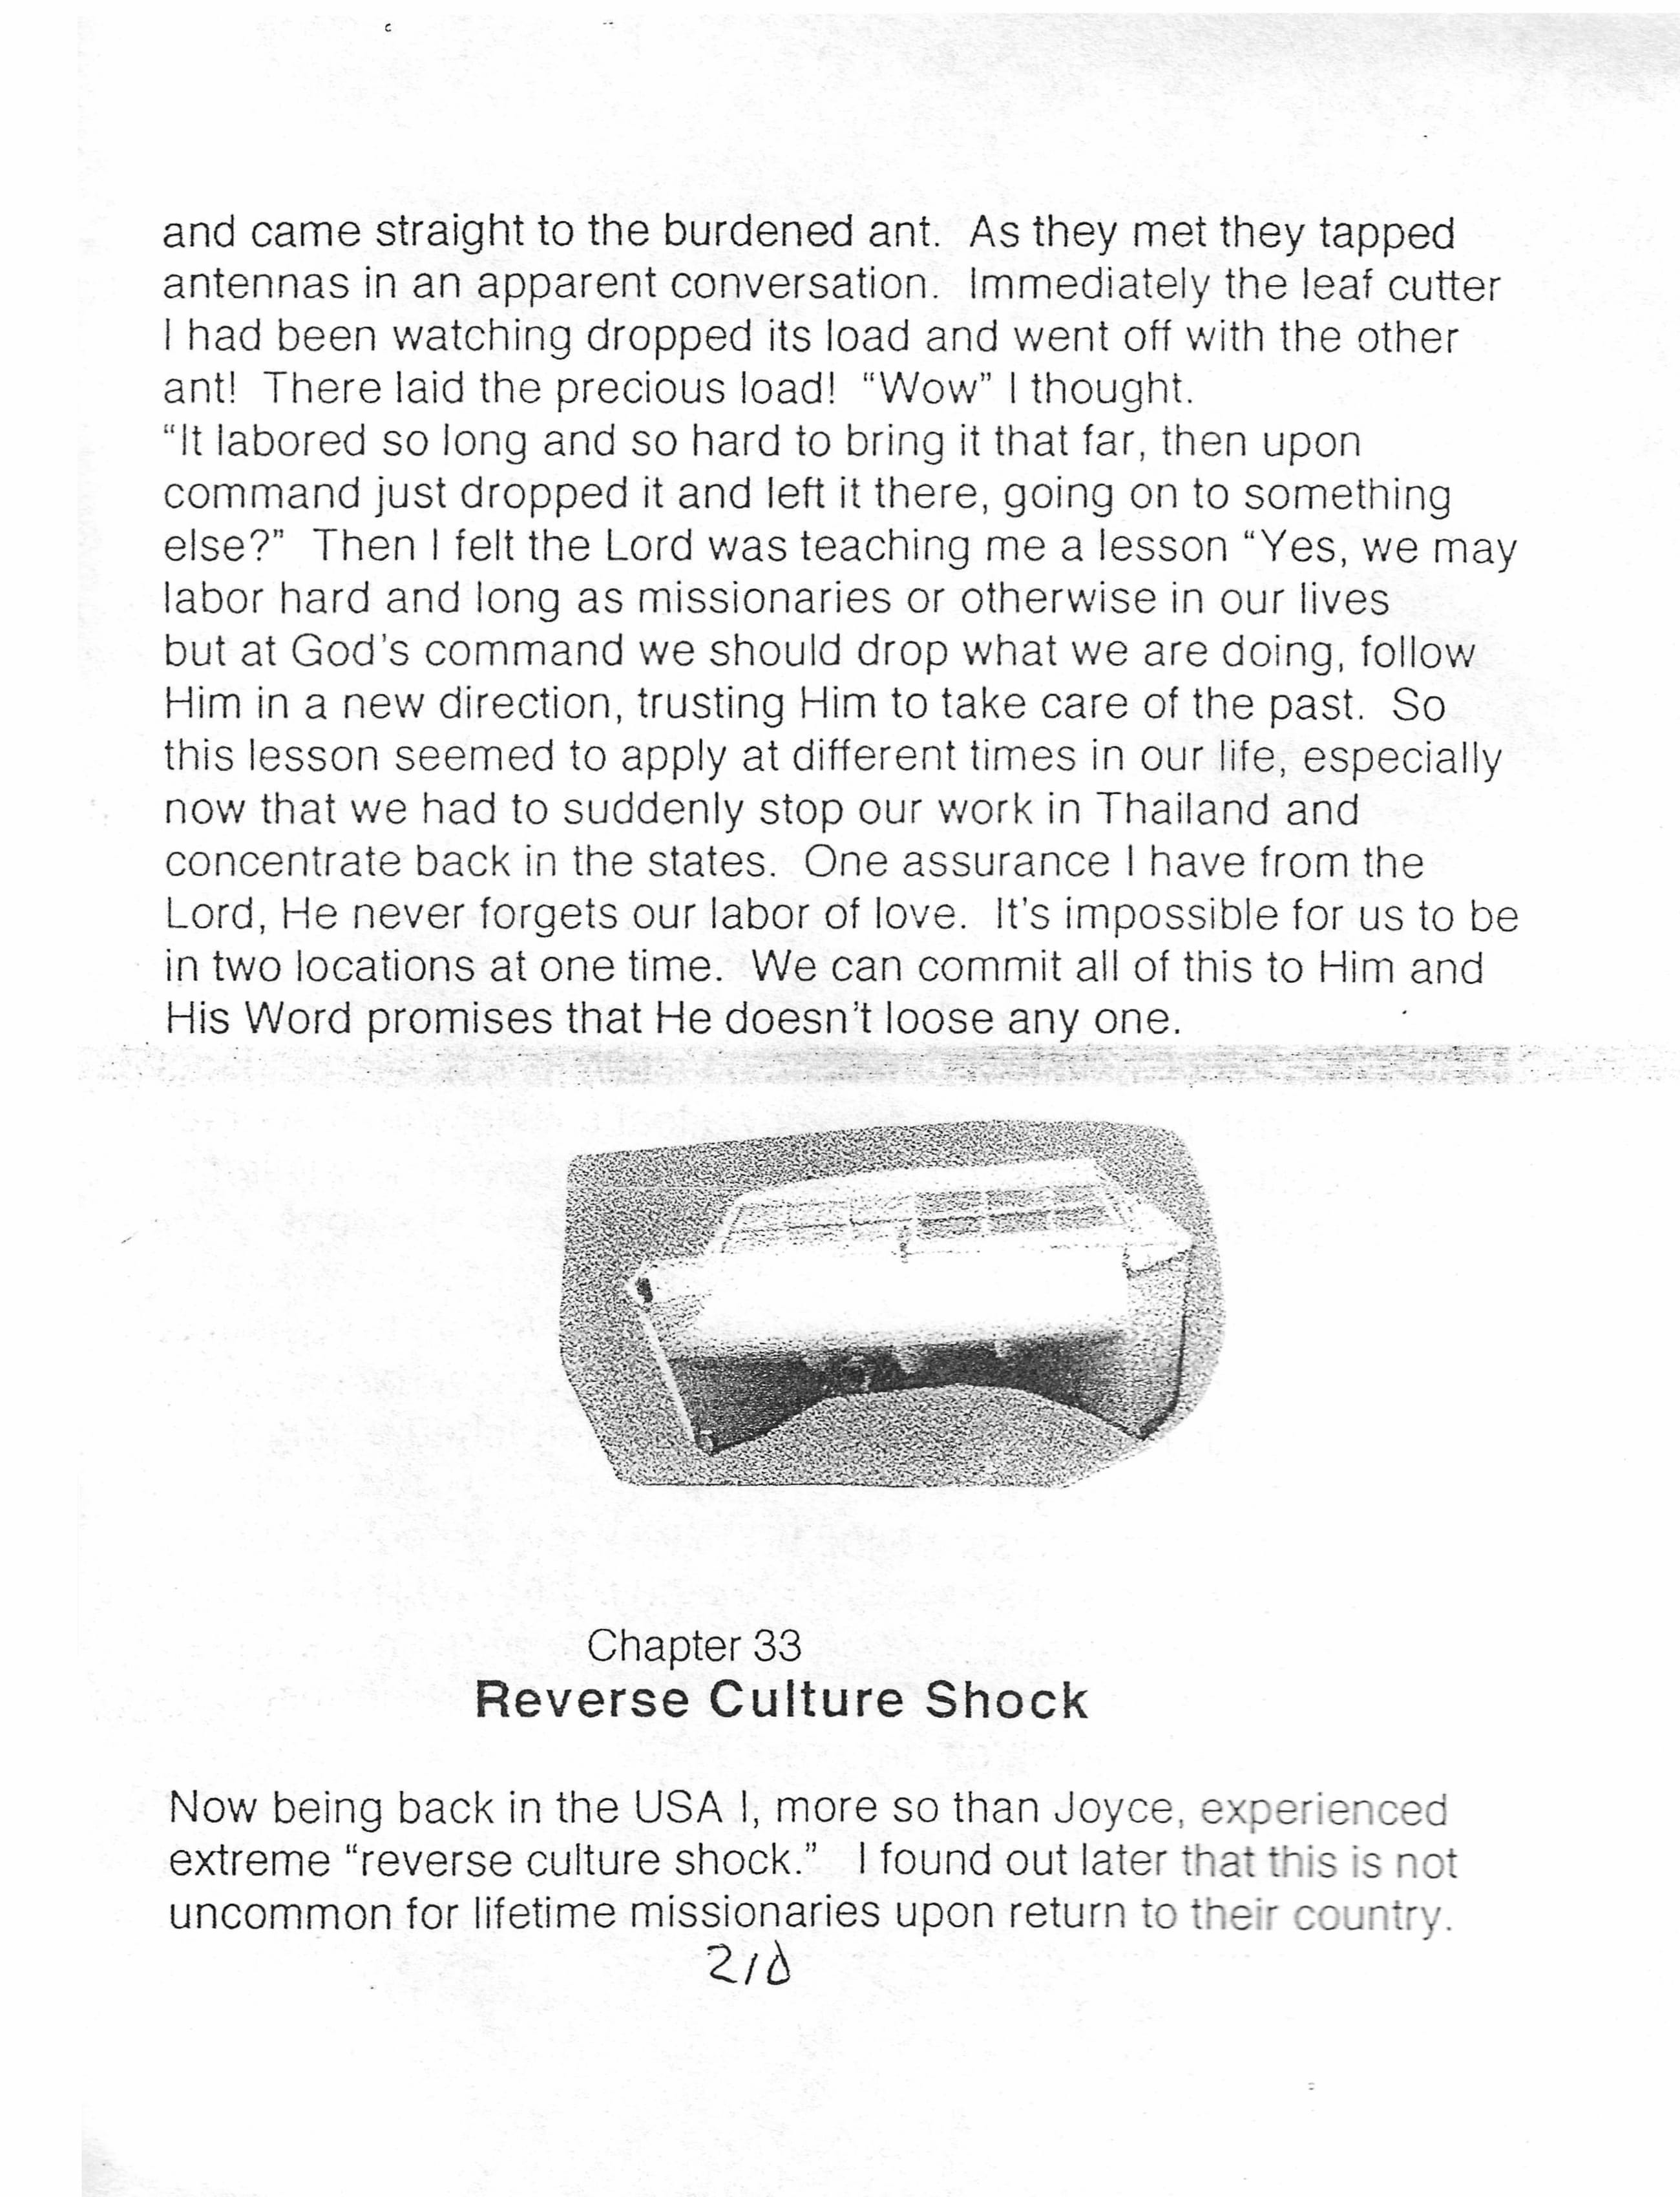 and came straight to the burdened ant.  As they met they tapped
antennas in an apparent conversation.  Immediately the leaf cutter
I had been watching dropped its load and went off with the other
ant!  There laid the precious load!  “Wow” I thought.
“It labored so long and so hard to bring it that far, then upon
command just dropped it and left it there, going on to something
else?”  Then I felt the Lord was teaching me a lesson “Yes, we may
labor hard and long as missionaries or otherwise in our lives
but at God's command we should drop what we are doing, follow
Him in a new direction, trusting Him to take care of the past.  So
this lesson seemed to apply at different times in our life, especially
now that we had to suddenly stop our work in Thailand and
concentrate back in the states.  One assurance I have from the
Lord, He never forgets our labor of love.  It's impossible for us to be
in two locations at one time.  We can commit all of this to Him and
His Word promises that He doesn't loose any one.
Chapter 33
Reverse Culture Shock
Now being back in the USA I, more so than Joyce, experienced
extreme “reverse culture shock.”   I found out later that this is not
uncommon for lifetime missionaries upon return to their country.
210